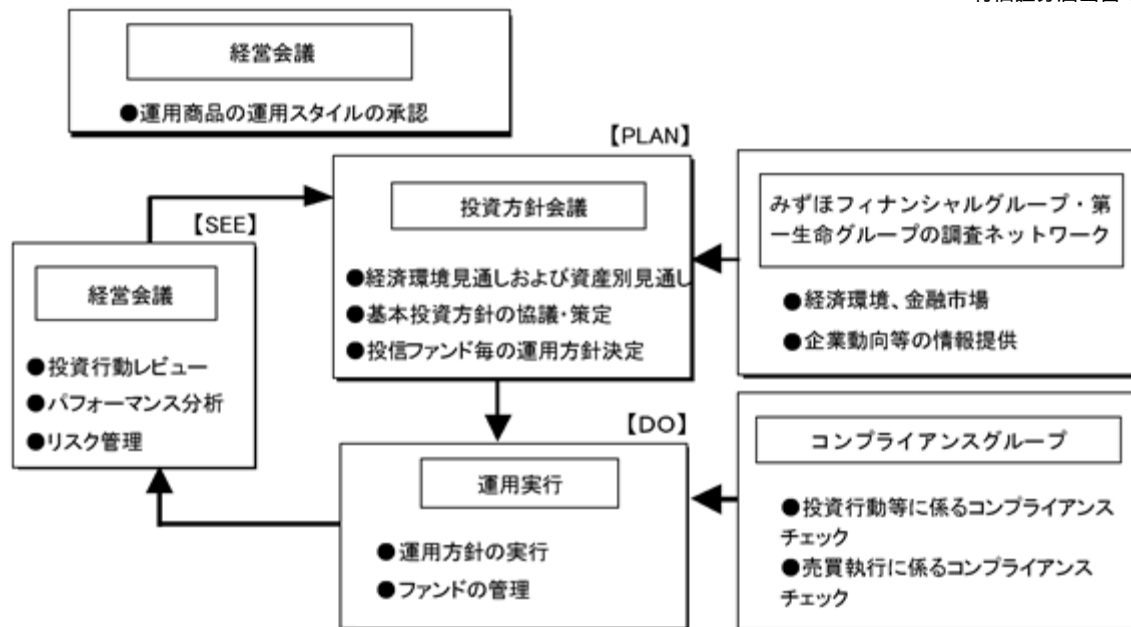 経営会議
●運用商品の運用スタイルの承認
【PLAN】
投資方針会議
●経済環境見通しおよび資産別見通し
●基本投資方針の協議・策定
●投信ファンド毎の運用方針決定
みずほフィナンシャルグループ・第
一生命グループの調査ネットワーク
●経済環境、金融市場
●企業動向等の情報提供
【SEE】
経営会議
●投資行動レビュー
●パフォーマンス分析
●リスク管理
【DO】
運用実行
●運用方針の実行
●ファンドの管理
コンプライアンスグループ
●投資行動等に係るコンプライアンス
チェック
●売買執行に係るコンプライアンス
チェック